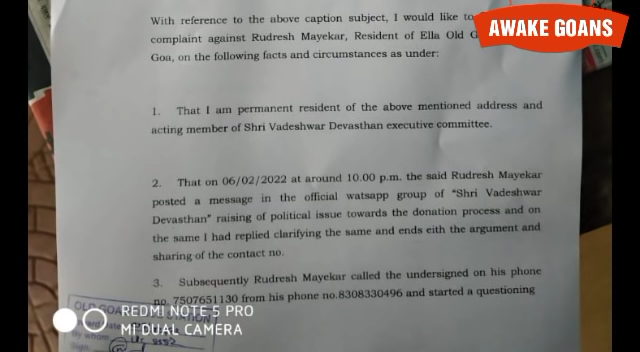 AWAKE GOANS
With reference to the above caption subject, I would like to
complaint against Rudresh Mayekar, Resident of Ella Old G
Goa, on the following facts and circumstances as under:
1. That I am permanent resident of the above mentioned address and
acting member of Shri Vadeshwar Devasthan executive committee.
2. That on 06/02/2022 at around 10.00 p.m. the said Rudresh Mayekar
posted a message in the official watsapp group of "Shri Vadeshwar
Devasthan" raising of political issue towards the donation process and on
the same I had replied clarifying the same and ends eith the argument and
sharing of the contact no.
3. Subsequently Rudresh Mayekar called the undersigned on his phone
no. 7507651130 from his phone no.8308330496 and started a questioning
OLD GOA STATION
By whom
Sign
REDMI NOTE 5 PRO
MI DUAL CAMERA